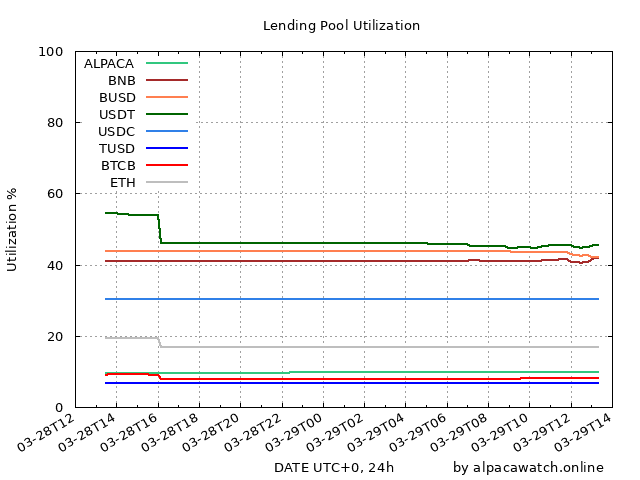 Lending Pool Utilization
100
80
60
40
20
0
Utilization %
ALPACA
BNB
BUSD
USDT
USDC
TUSD
BTCB
ETH
03-28T12
03-28T14
03-28T16
03-28T18
03-28T20
03-28T22
03-29T00
03-29T02
03-29T04
03-29T06
03-29T08
03-29T10
03-29T12
03-29T14
DATE UTC+0, 24h
by alpacawatch.online